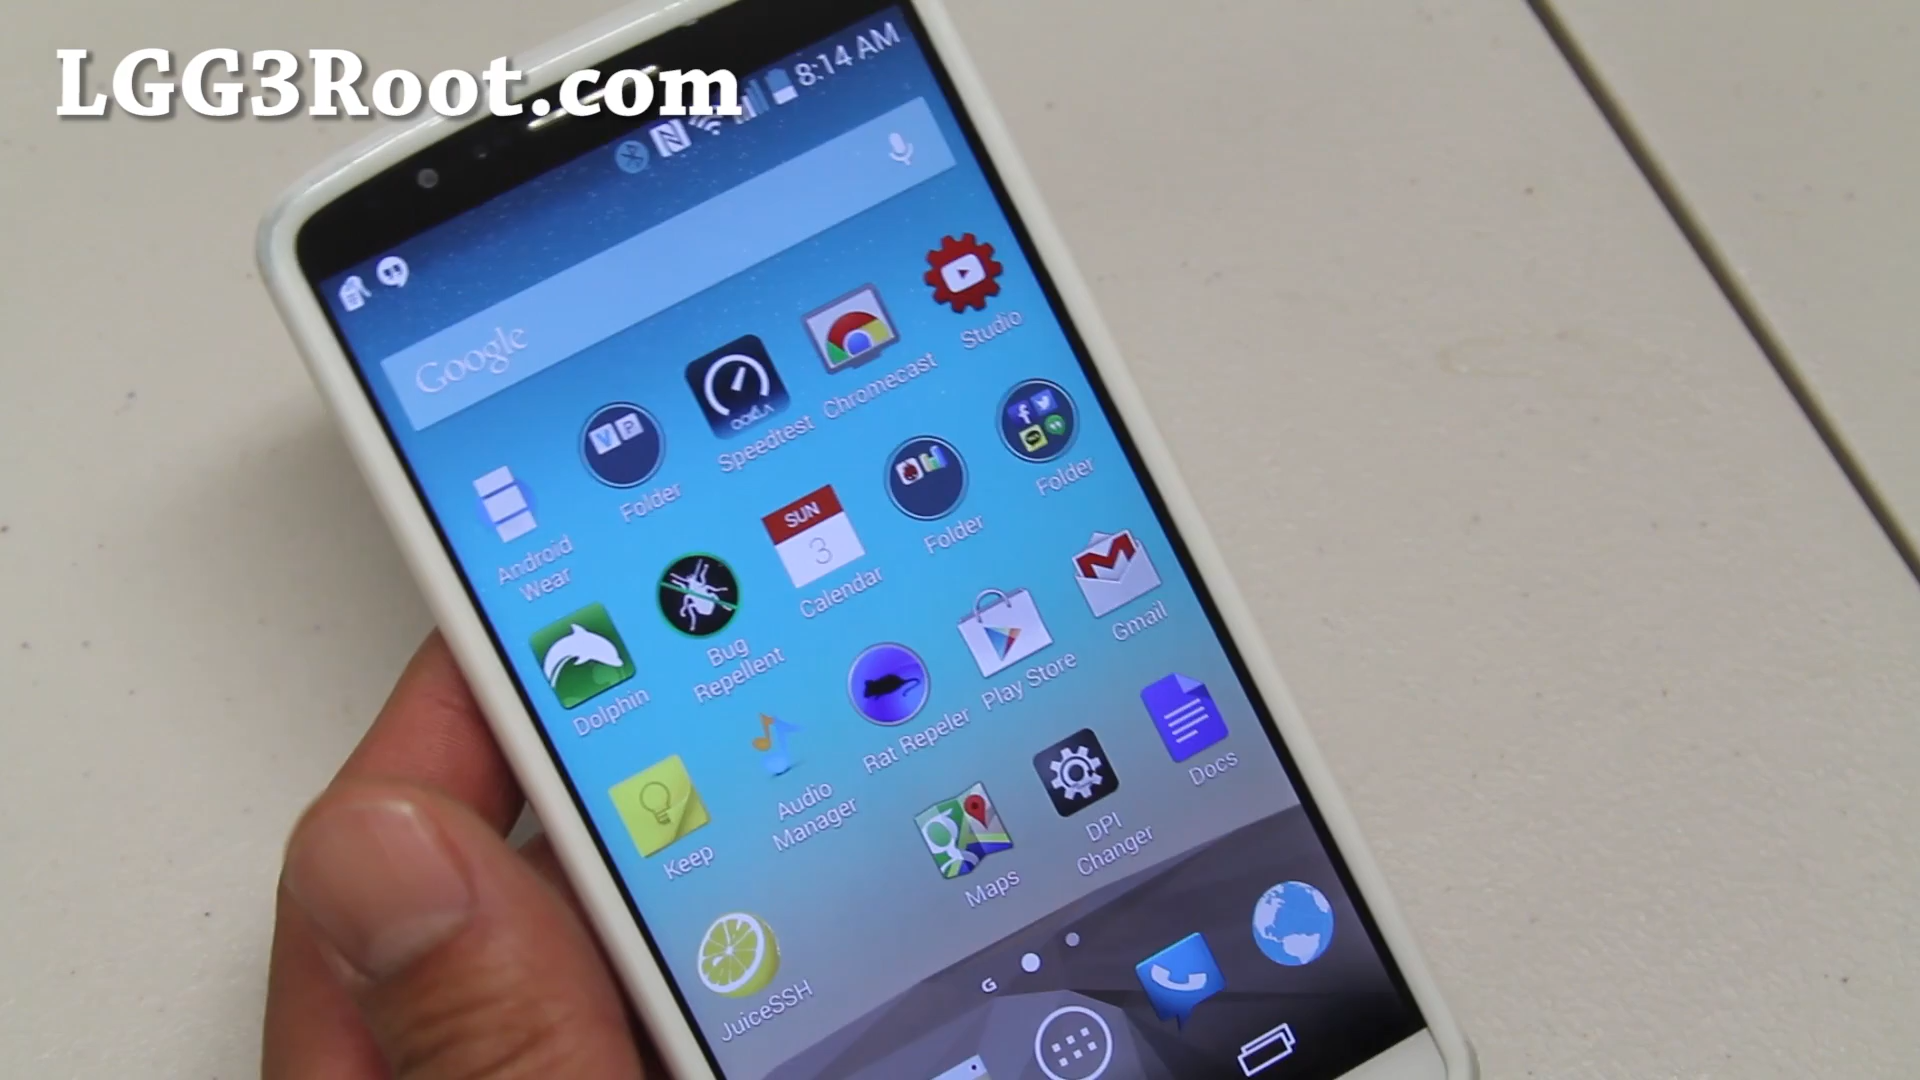 LGG3Root.com
8:14 AM
Google
Studio
Chromecast
OOKLA
Speedtest
Folder
Android
Wear
Folder
Folder
SUN
3
Calendar
Bug
Repellent
Dolphin
Gmail
Play Store
Rat Repeler
Audio
Manager
Keep
Docs
DPI
Changer
Maps
JuiceSSH
G